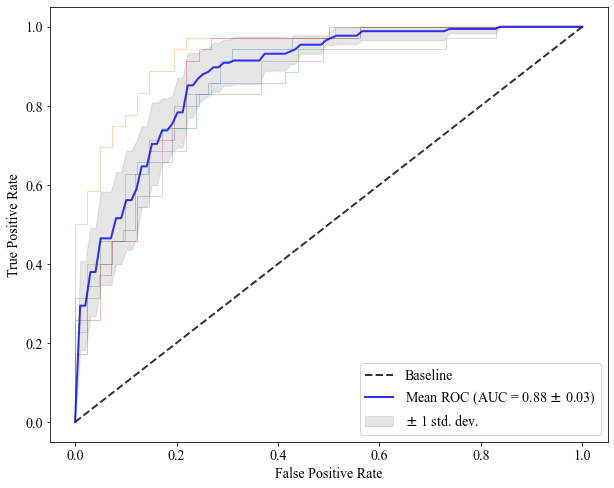 1.0
0.8
0.6
0.4
0.2
0.0
True Positive Rate
Baseline
Mean ROC (AUC = 0.88 ± 0.03)
± 1 std. dev.
0.0 0.2 0.4 0.6 0.8 1.0
False Positive Rate